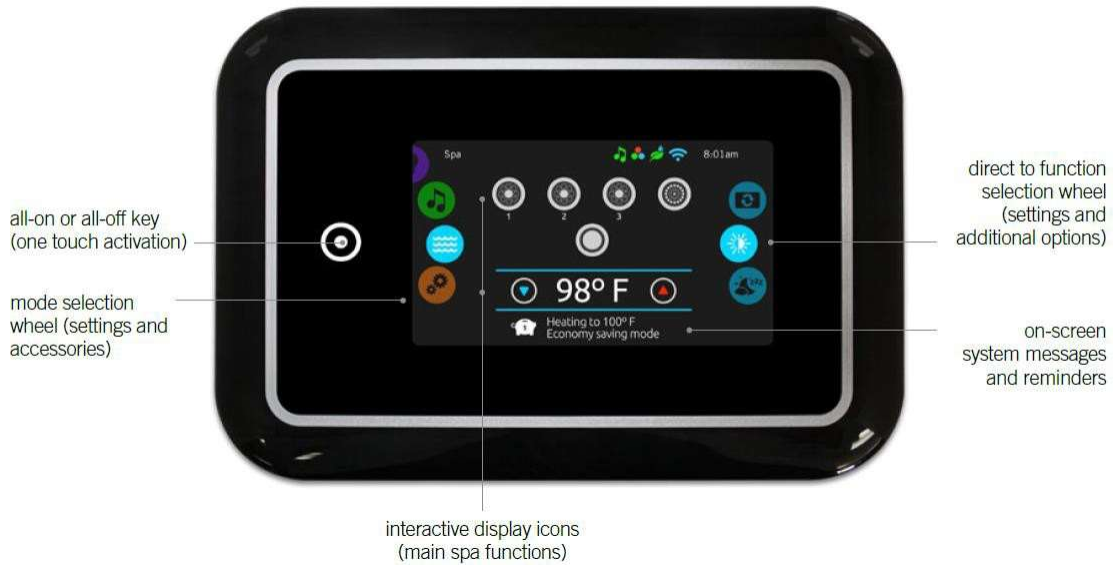 Spa
8:01am
1
2
3
98º F
Heating to 100º F
Economy saving mode
all-on or all-off key
(one touch activation)
mode selection
wheel (settings and
accessories)
direct to function
selection wheel
(settings and
additional options)
on-screen
system messages
and reminders
interactive display icons
(main spa functions)